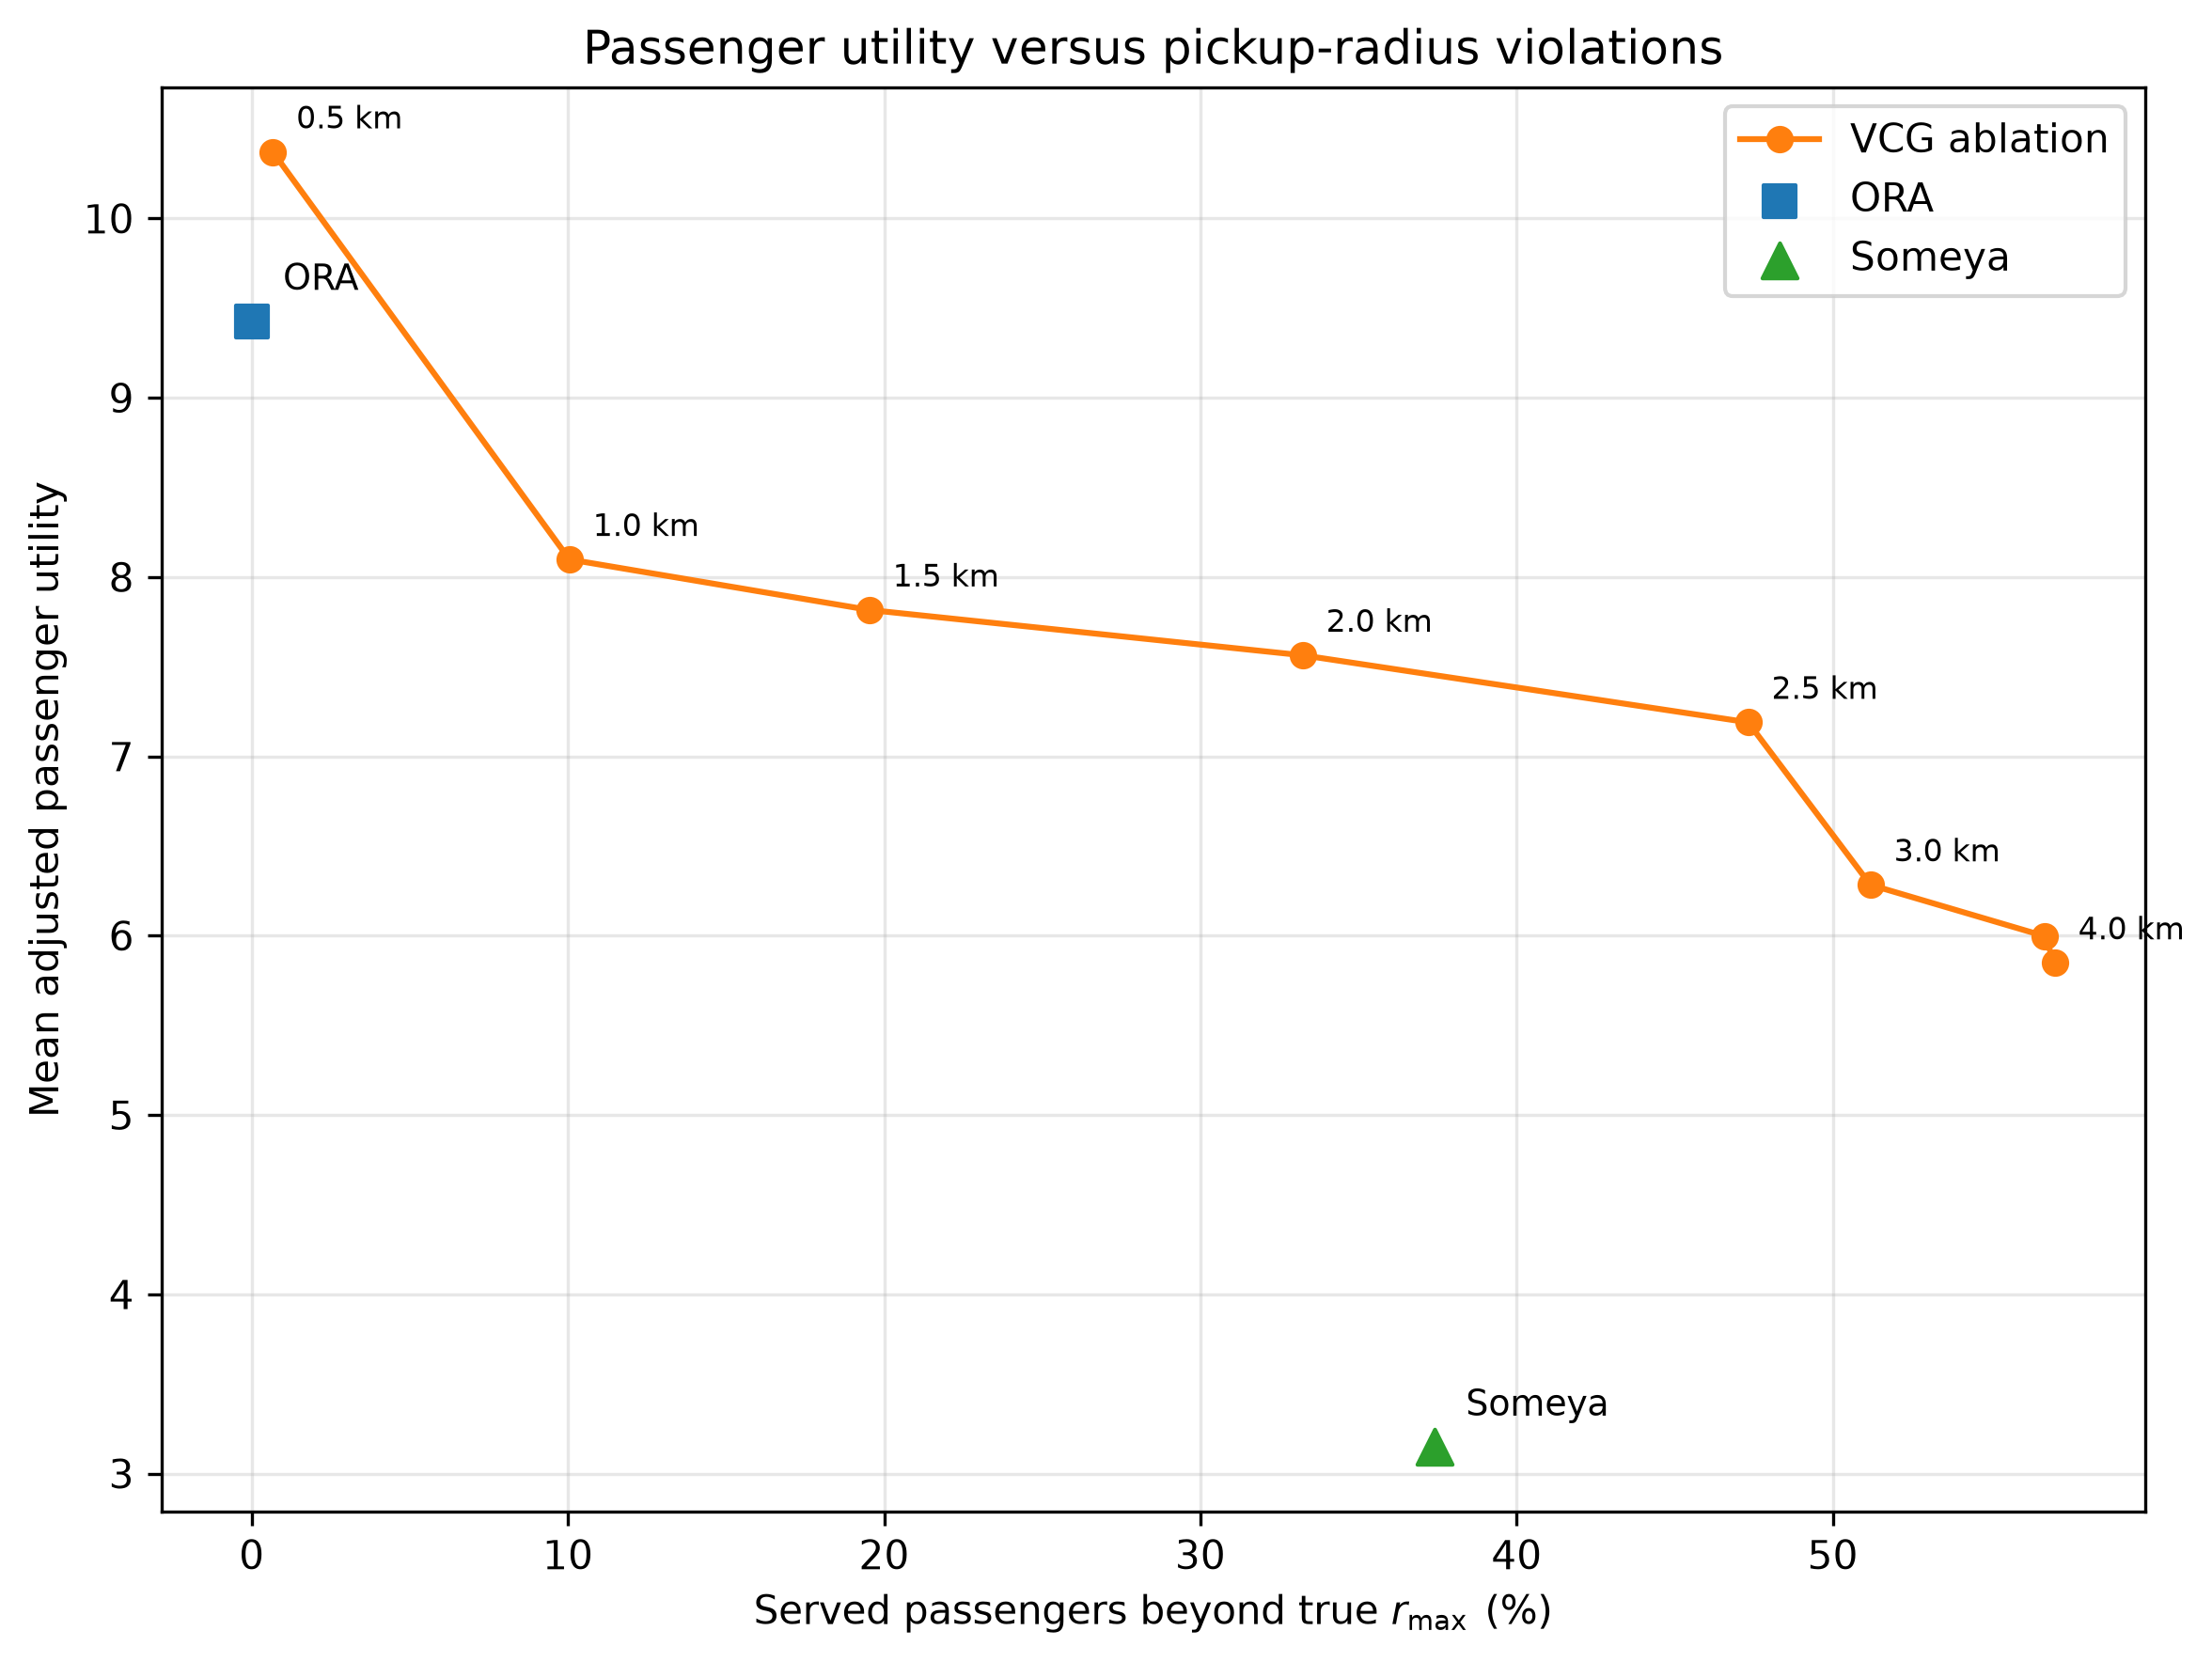 Passenger utility versus pickup-radius violations
0.5 km
VCG ablation
ORA
Someya
ORA
1.0 km
1.5 km
2.0 km
2.5 km
3.0 km
4.0 km
Someya
Mean adjusted passenger utility
10
9
8
7
6
5
4
3
0 10 20 30 40 50
Served passengers beyond true r_max (%)